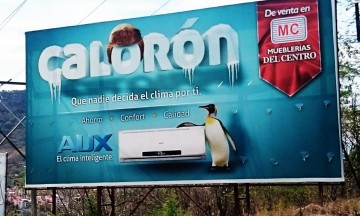 CALORÓN
De venta en
MC
MUEBLERIAS
DEL CENTRO
Que nadie decida el clima por ti.
Ahorro • Confort • Calidad
AUX
El clima inteligente